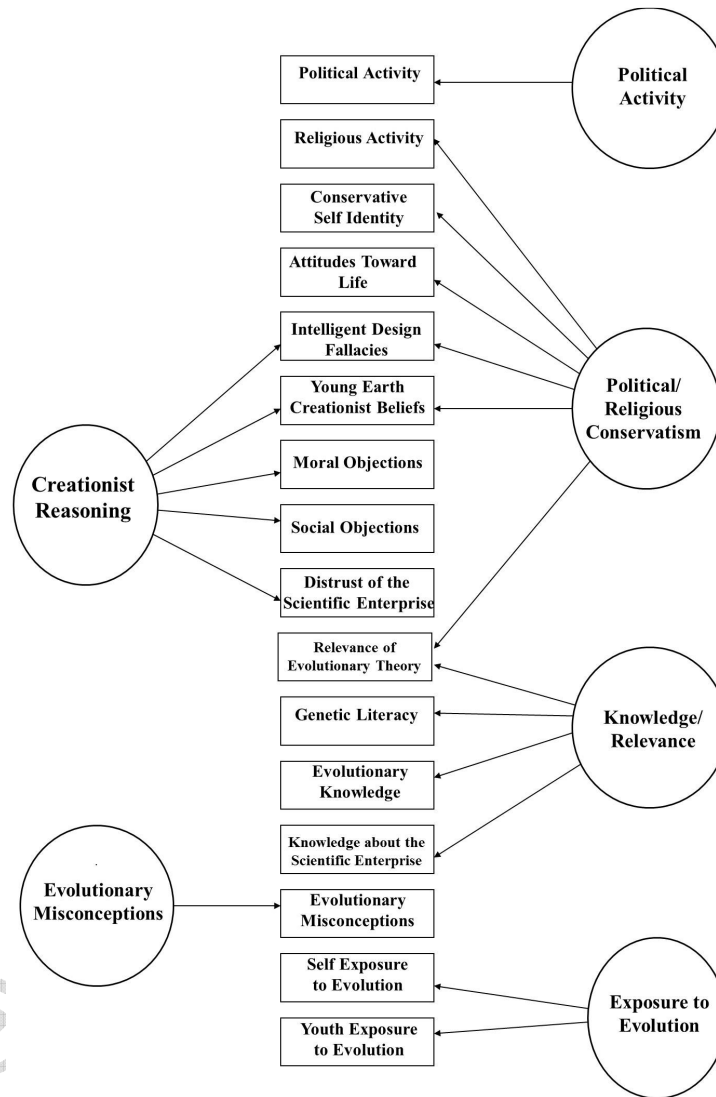 Political Activity
Political
Activity
Religious Activity
Conservative
Self Identity
Attitudes Toward
Life
Intelligent Design
Fallacies
Young Earth
Creationist Beliefs
Political/
Religious
Conservatism
Creationist
Reasoning
Moral Objections
Social Objections
Distrust of the
Scientific Enterprise
Relevance of
Evolutionary Theory
Genetic Literacy
Knowledge/
Relevance
Evolutionary
Knowledge
Knowledge about the
Scientific Enterprise
Evolutionary
Misconceptions
Evolutionary
Misconceptions
Self Exposure
to Evolution
Exposure to
Evolution
Youth Exposure
to Evolution